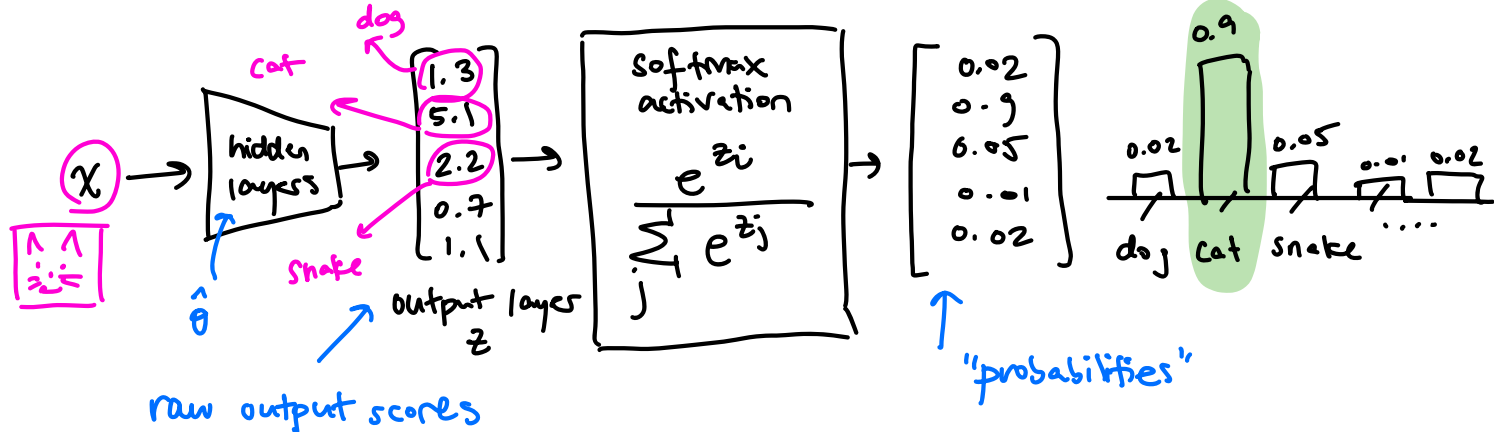 x
hidden
layers
θ̂
dog
cat
snake
1.3
5.1
2.2
0.7
1.1
output layer
z
raw output scores
softmax
activation
e^{z_i}
∑_j e^{z_j}
0.02
0.9
0.05
0.01
0.02
"probabilities"
0.9
0.02
0.05
0.01
0.02
dog cat snake ....